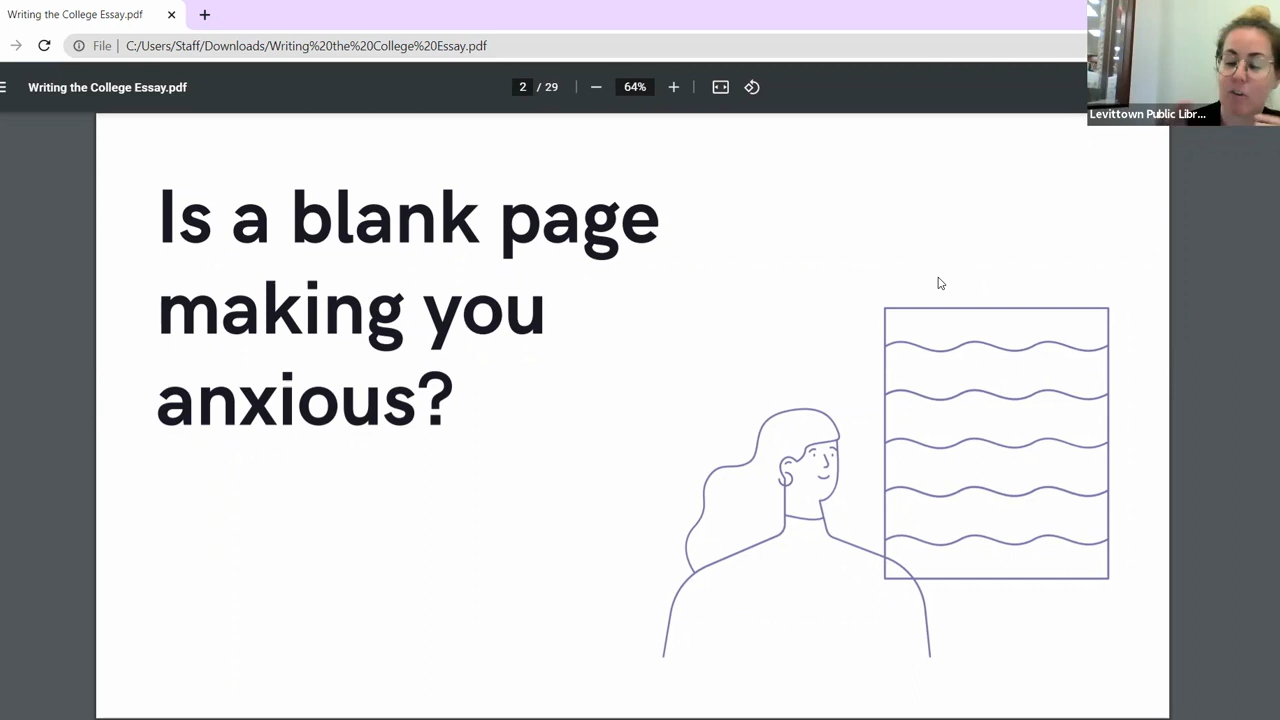 Writing the College Essay.pdf
File
C:/Users/Staff/Downloads/Writing%20the%20College%20Essay.pdf
Writing the College Essay.pdf
2 / 29
64%
Levittown Public Libr...
Is a blank page
making you
anxious?